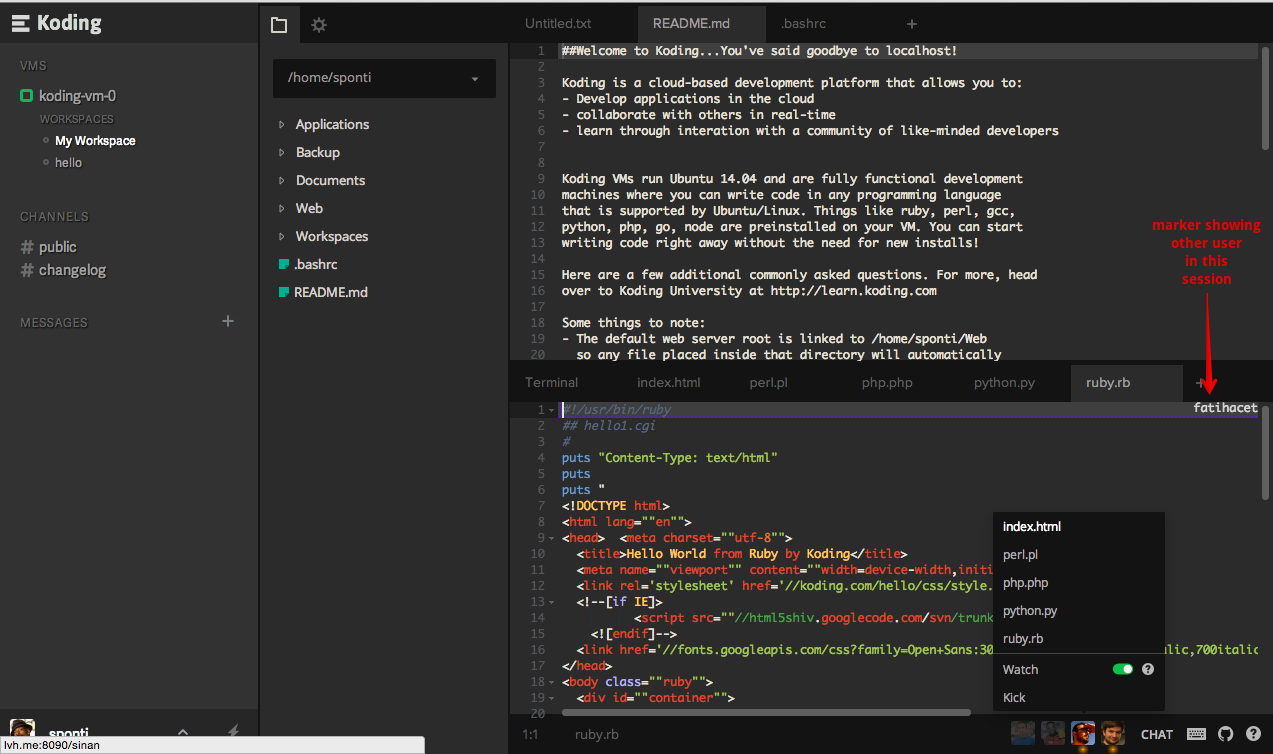 Koding
VMS
koding-vm-0
WORKSPACES
My Workspace
hello
CHANNELS
# public
# changelog
MESSAGES +
sponti
lvh.me:8090/sinan
/home/sponti
Applications
Backup
Documents
Web
Workspaces
.bashrc
README.md
Untitled.txt README.md .bashrc +
1 ##Welcome to Koding...You've said goodbye to localhost!
2
3 Koding is a cloud-based development platform that allows you to:
4 - Develop applications in the cloud
5 - collaborate with others in real-time
6 - learn through interation with a community of like-minded developers
7
8
9 Koding VMs run Ubuntu 14.04 and are fully functional development
10 machines where you can write code in any programming language
11 that is supported by Ubuntu/Linux. Things like ruby, perl, gcc,
12 python, php, go, node are preinstalled on your VM. You can start
13 writing code right away without the need for new installs!
14
15 Here are a few additional commonly asked questions. For more, head
16 over to Koding University at http://learn.koding.com
17
18 Some things to note:
19 - The default web server root is linked to /home/sponti/Web
20 so any file placed inside that directory will automatically
marker showing
other user
in this
session
Terminal index.html perl.pl php.php python.py ruby.rb +
fatihacet
1 #!/usr/bin/ruby
2 ## hello1.cgi
3 #
4 puts "Content-Type: text/html"
5 puts
6 puts "
7 <!DOCTYPE html>
8 <html lang=""en"">
9 <head> <meta charset=""utf-8"">
10 <title>Hello World from Ruby by Koding</title>
11 <meta name=""viewport"" content=""width=device-width,initi
12 <link rel='stylesheet' href='//koding.com/hello/css/style.
13 <!--[if IE]>
14 <script src=""//html5shiv.googlecode.com/svn/trunk
15 <![endif]-->
16 <link href='//fonts.googleapis.com/css?family=Open+Sans:30 lic,700italic
17 </head>
18 <body class=""ruby"">
19 <div id=""container"">
20
index.html
perl.pl
php.php
python.py
ruby.rb
Watch ?
Kick
1:1 ruby.rb
CHAT ?